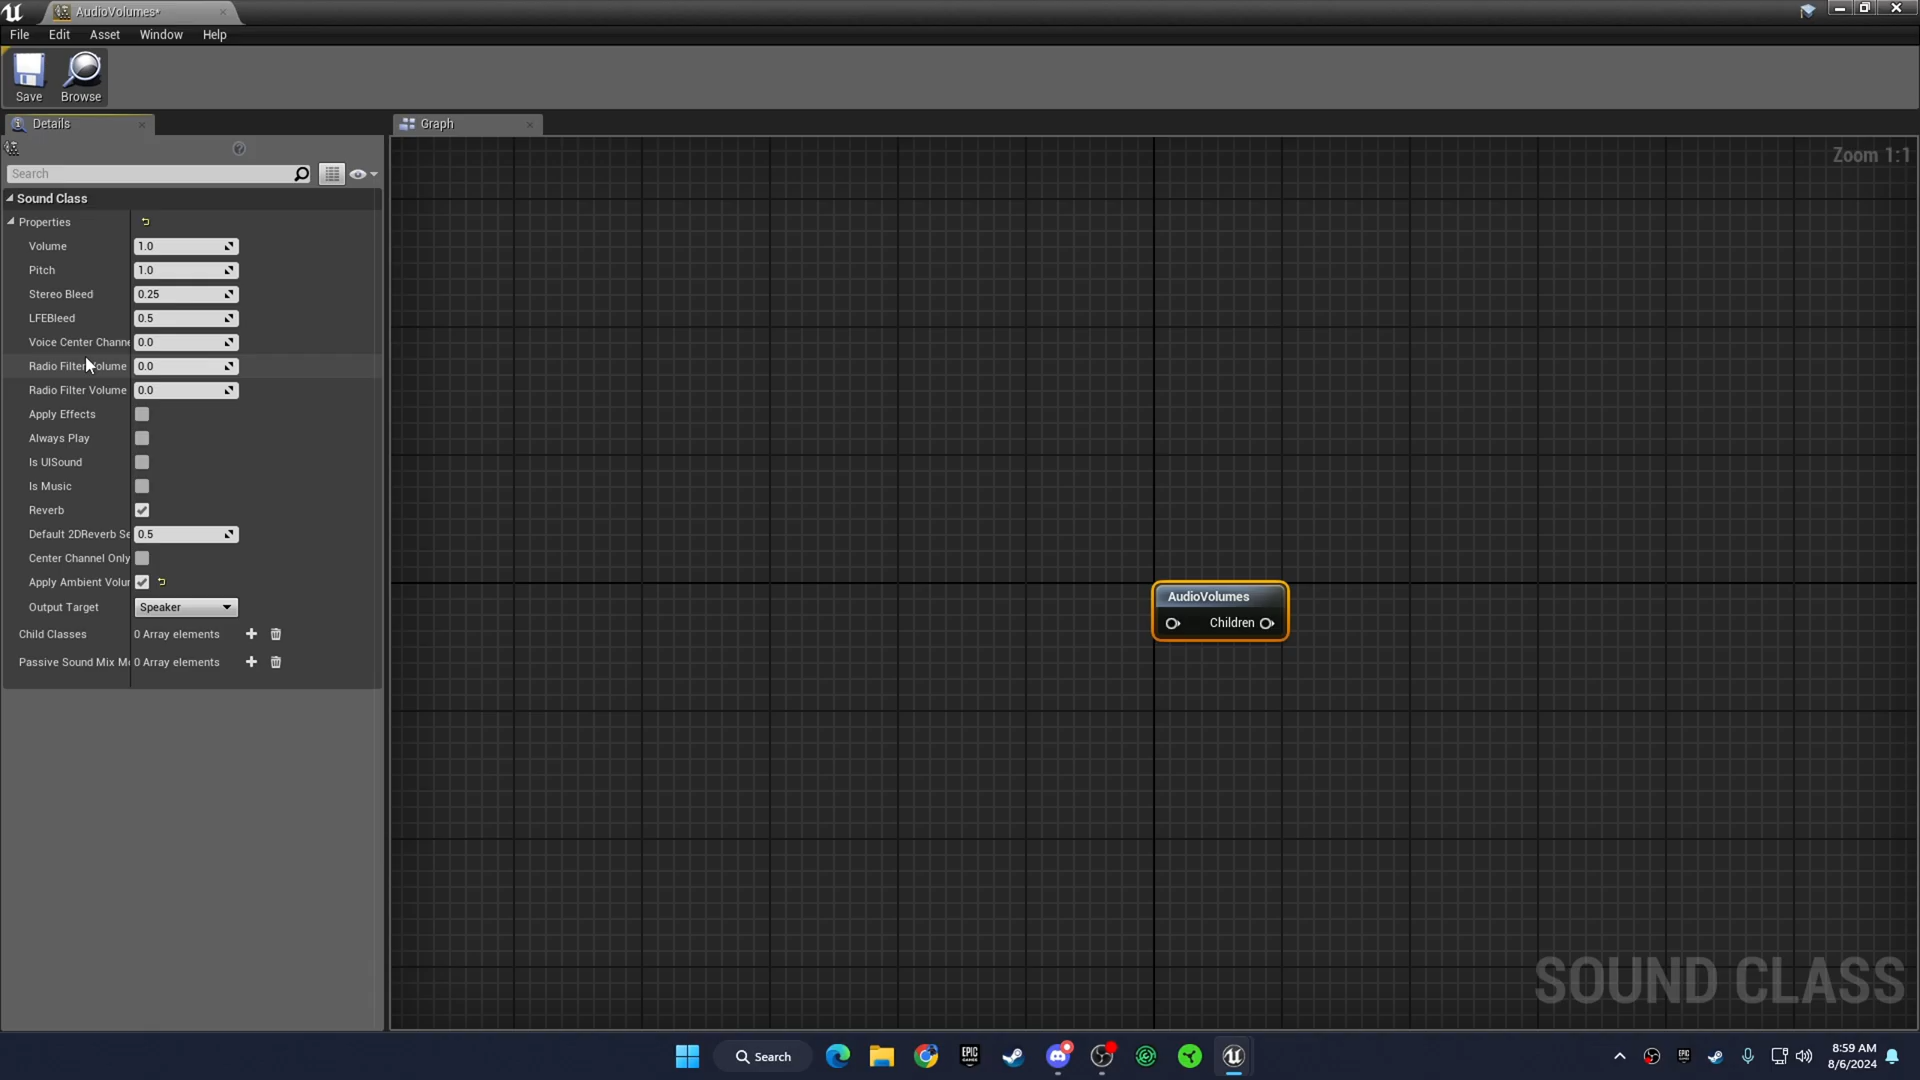 AudioVolumes*
File Edit Asset Window Help
Save Browse
Details
Graph
Search
Zoom 1:1
Sound Class
Properties
Volume 1.0
Pitch 1.0
Stereo Bleed 0.25
LFEBleed 0.5
Voice Center Channe 0.0
Radio Filter Volume 0.0
Radio Filter Volume 0.0
Apply Effects
Always Play
Is UISound
Is Music
Reverb
Default 2DReverb Se 0.5
Center Channel Only
Apply Ambient Volur
Output Target Speaker
Child Classes 0 Array elements
Passive Sound Mix M 0 Array elements
AudioVolumes
Children
SOUND CLASS
Search
EPIC GAMES
8:59 AM
8/6/2024